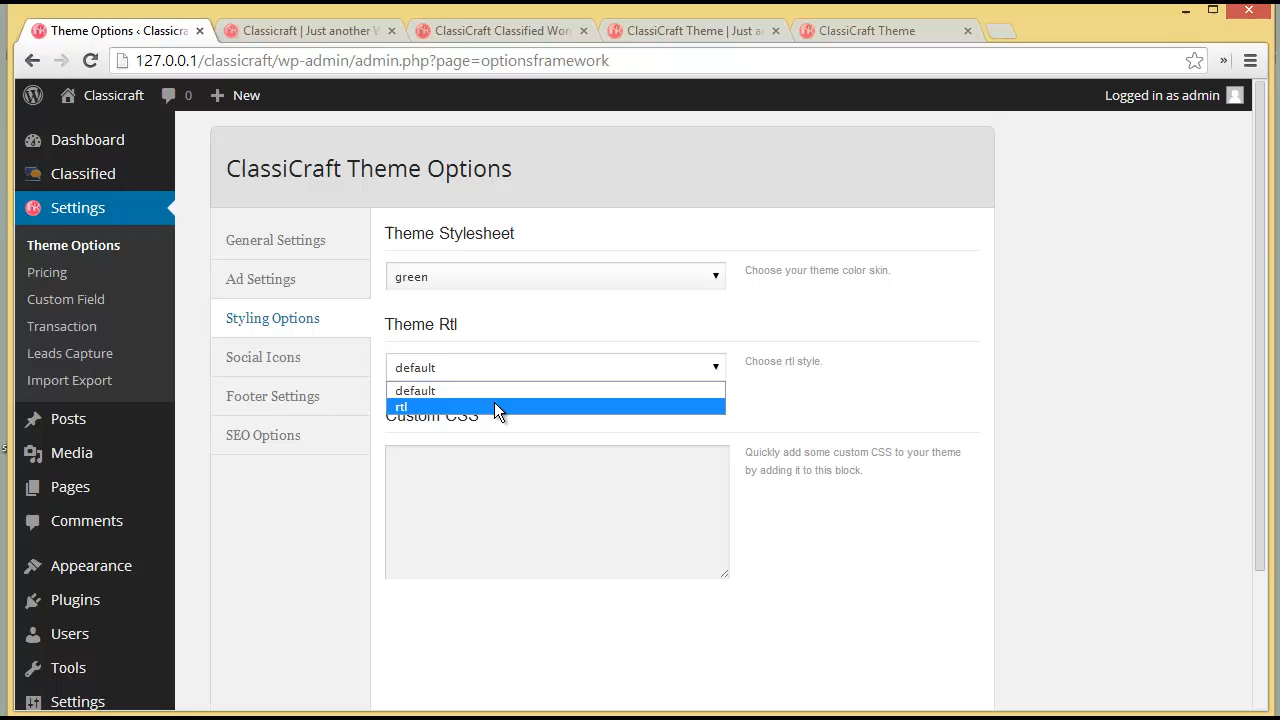 Theme Options ‹ Classicra
Classicraft | Just another W
ClassiCraft Classified Wor
ClassiCraft Theme | Just a
ClassiCraft Theme
127.0.0.1/classicraft/wp-admin/admin.php?page=optionsframework
Classicraft
0
New
Logged in as admin
Dashboard
Classified
Settings
Theme Options
Pricing
Custom Field
Transaction
Leads Capture
Import Export
Posts
Media
Pages
Comments
Appearance
Plugins
Users
Tools
Settings
ClassiCraft Theme Options
General Settings
Ad Settings
Styling Options
Social Icons
Footer Settings
SEO Options
Theme Stylesheet
green
Choose your theme color skin.
Theme Rtl
default
Choose rtl style.
default
rtl
Custom CSS
Quickly add some custom CSS to your theme
by adding it to this block.